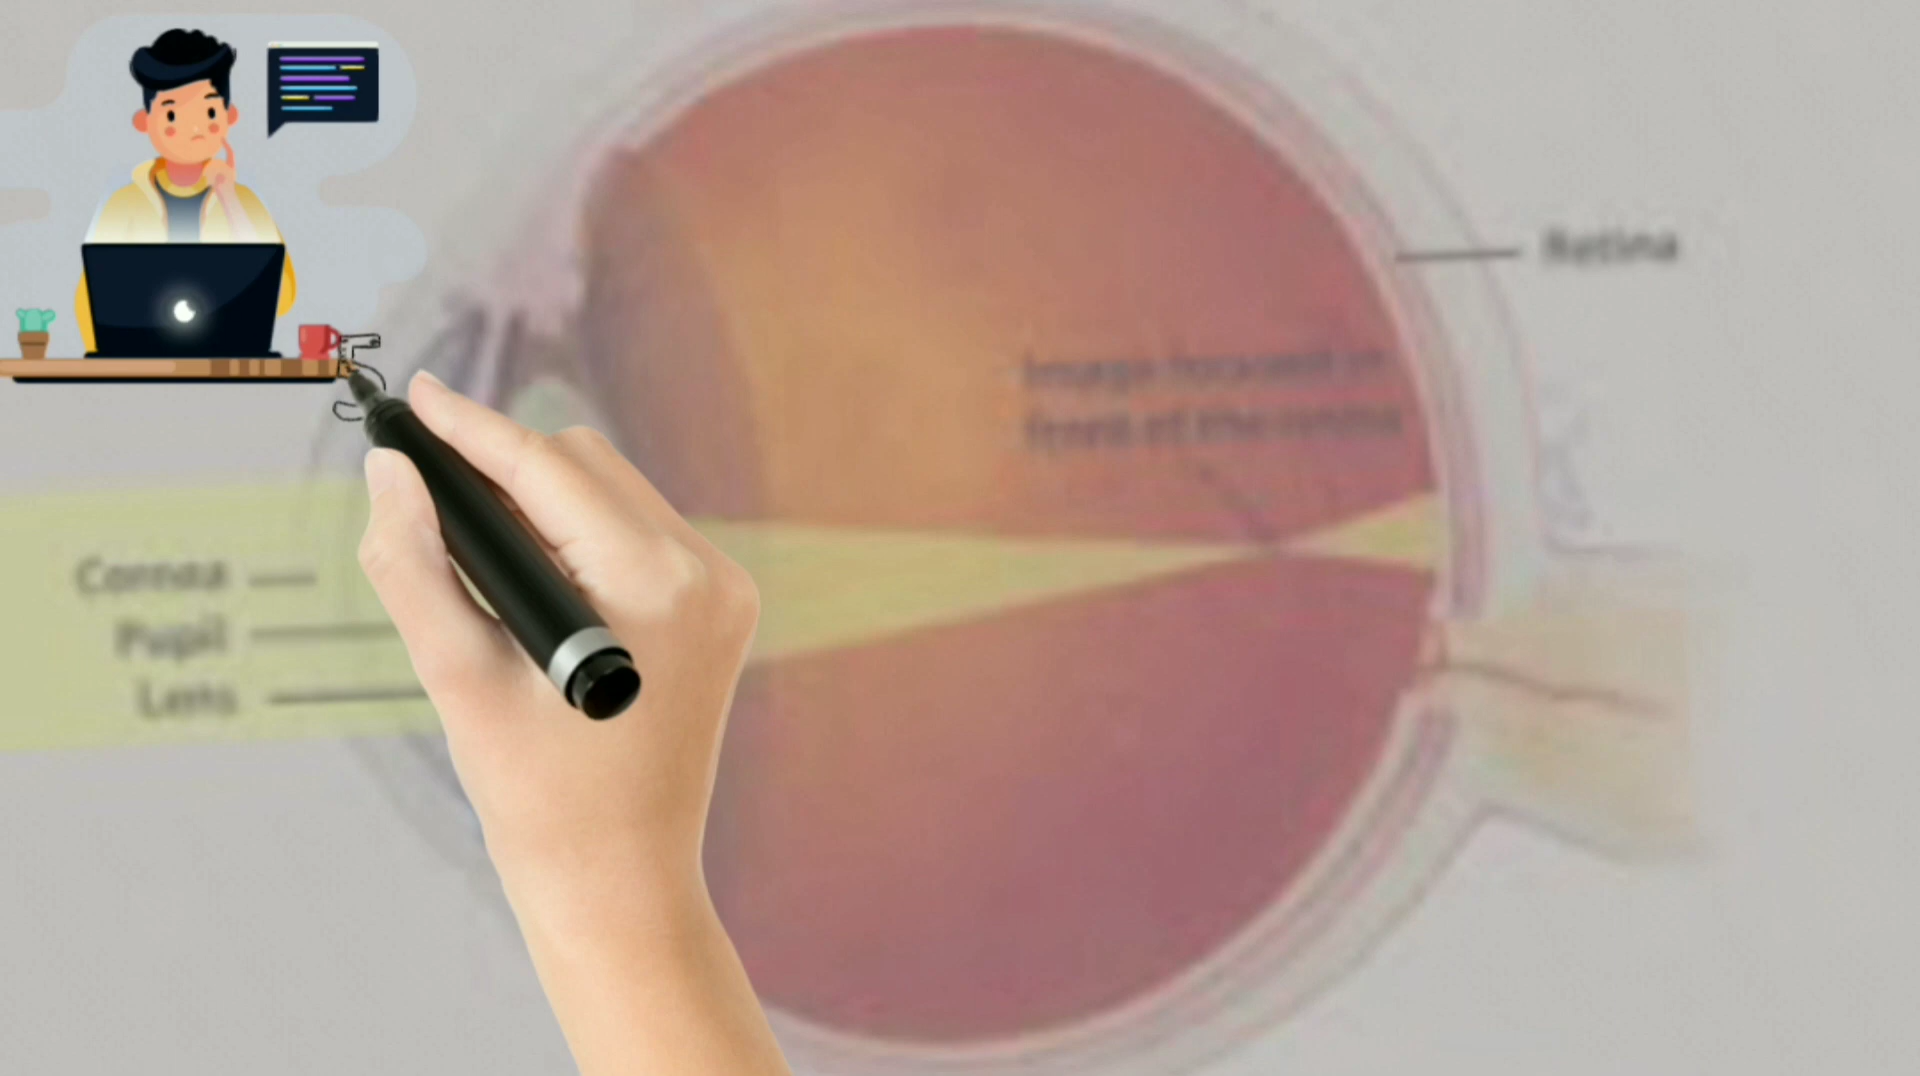 Retina
Image focused in
front of the retina
Cornea
Pupil
Lens